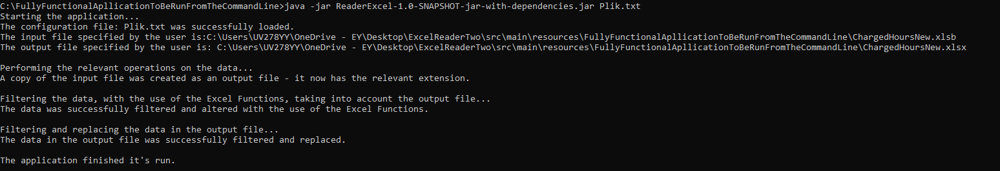 C:\FullyFunctionalApllicationToBeRunFromTheCommandLine>java -jar ReaderExcel-1.0-SNAPSHOT-jar-with-dependencies.jar Plik.txt
Starting the application...
The configuration file: Plik.txt was successfully loaded.
The input file specified by the user is:C:\Users\UV278YY\OneDrive - EY\Desktop\ExcelReaderTwo\src\main\resources\FullyFunctionalApllicationToBeRunFromTheCommandLine\ChargedHoursNew.xlsb
The output file specified by the user is: C:\Users\UV278YY\OneDrive - EY\Desktop\ExcelReaderTwo\src\main\resources\FullyFunctionalApllicationToBeRunFromTheCommandLine\ChargedHoursNew.xlsx
Performing the relevant operations on the data...
A copy of the input file was created as an output file - it now has the relevant extension.
Filtering the data, with the use of the Excel Functions, taking into account the output file...
The data was successfully filtered and altered with the use of the Excel Functions.
Filtering and replacing the data in the output file...
The data in the output file was successfully filtered and replaced.
The application finished it's run.